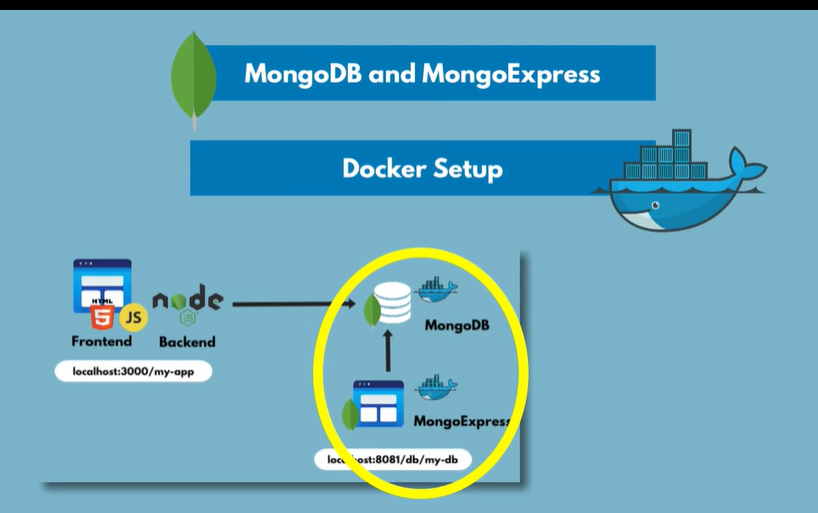 MongoDB and MongoExpress
Docker Setup
HTML
5
JS
node
JS
Frontend
Backend
localhost:3000/my-app
MongoDB
MongoExpress
localhost:8081/db/my-db